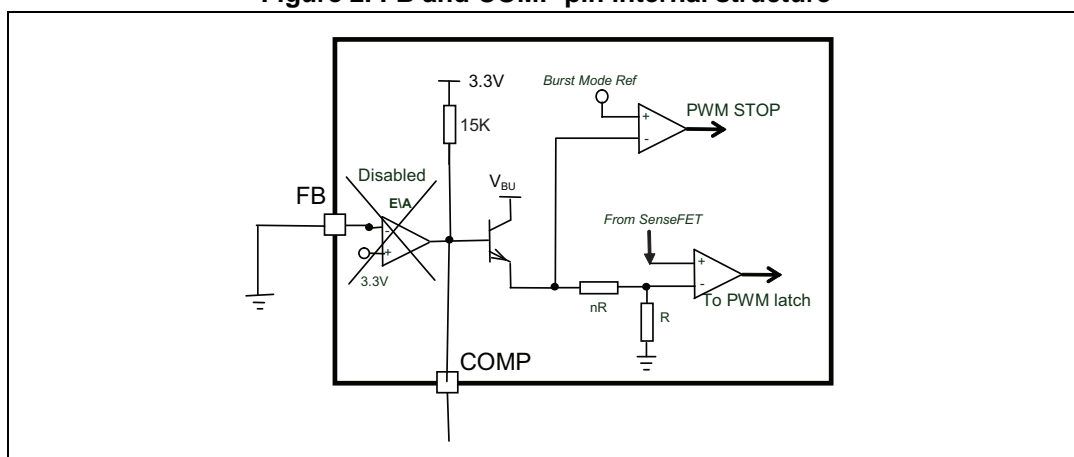 Figure 2. FB and COMP pin internal structure
3.3V
Burst Mode Ref
+
-
PWM STOP
15K
Disabled
FB
E\A
-
+
3.3V
VBU
From SenseFET
+
-
To PWM latch
nR
R
COMP